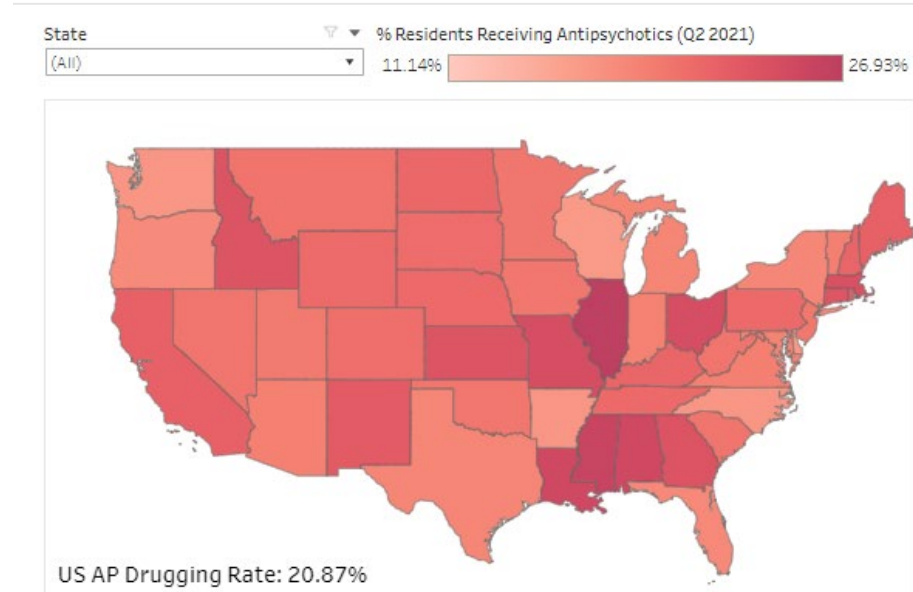 State
% Residents Receiving Antipsychotics (Q2 2021)
(All)
11.14%
26.93%
US AP Drugging Rate: 20.87%